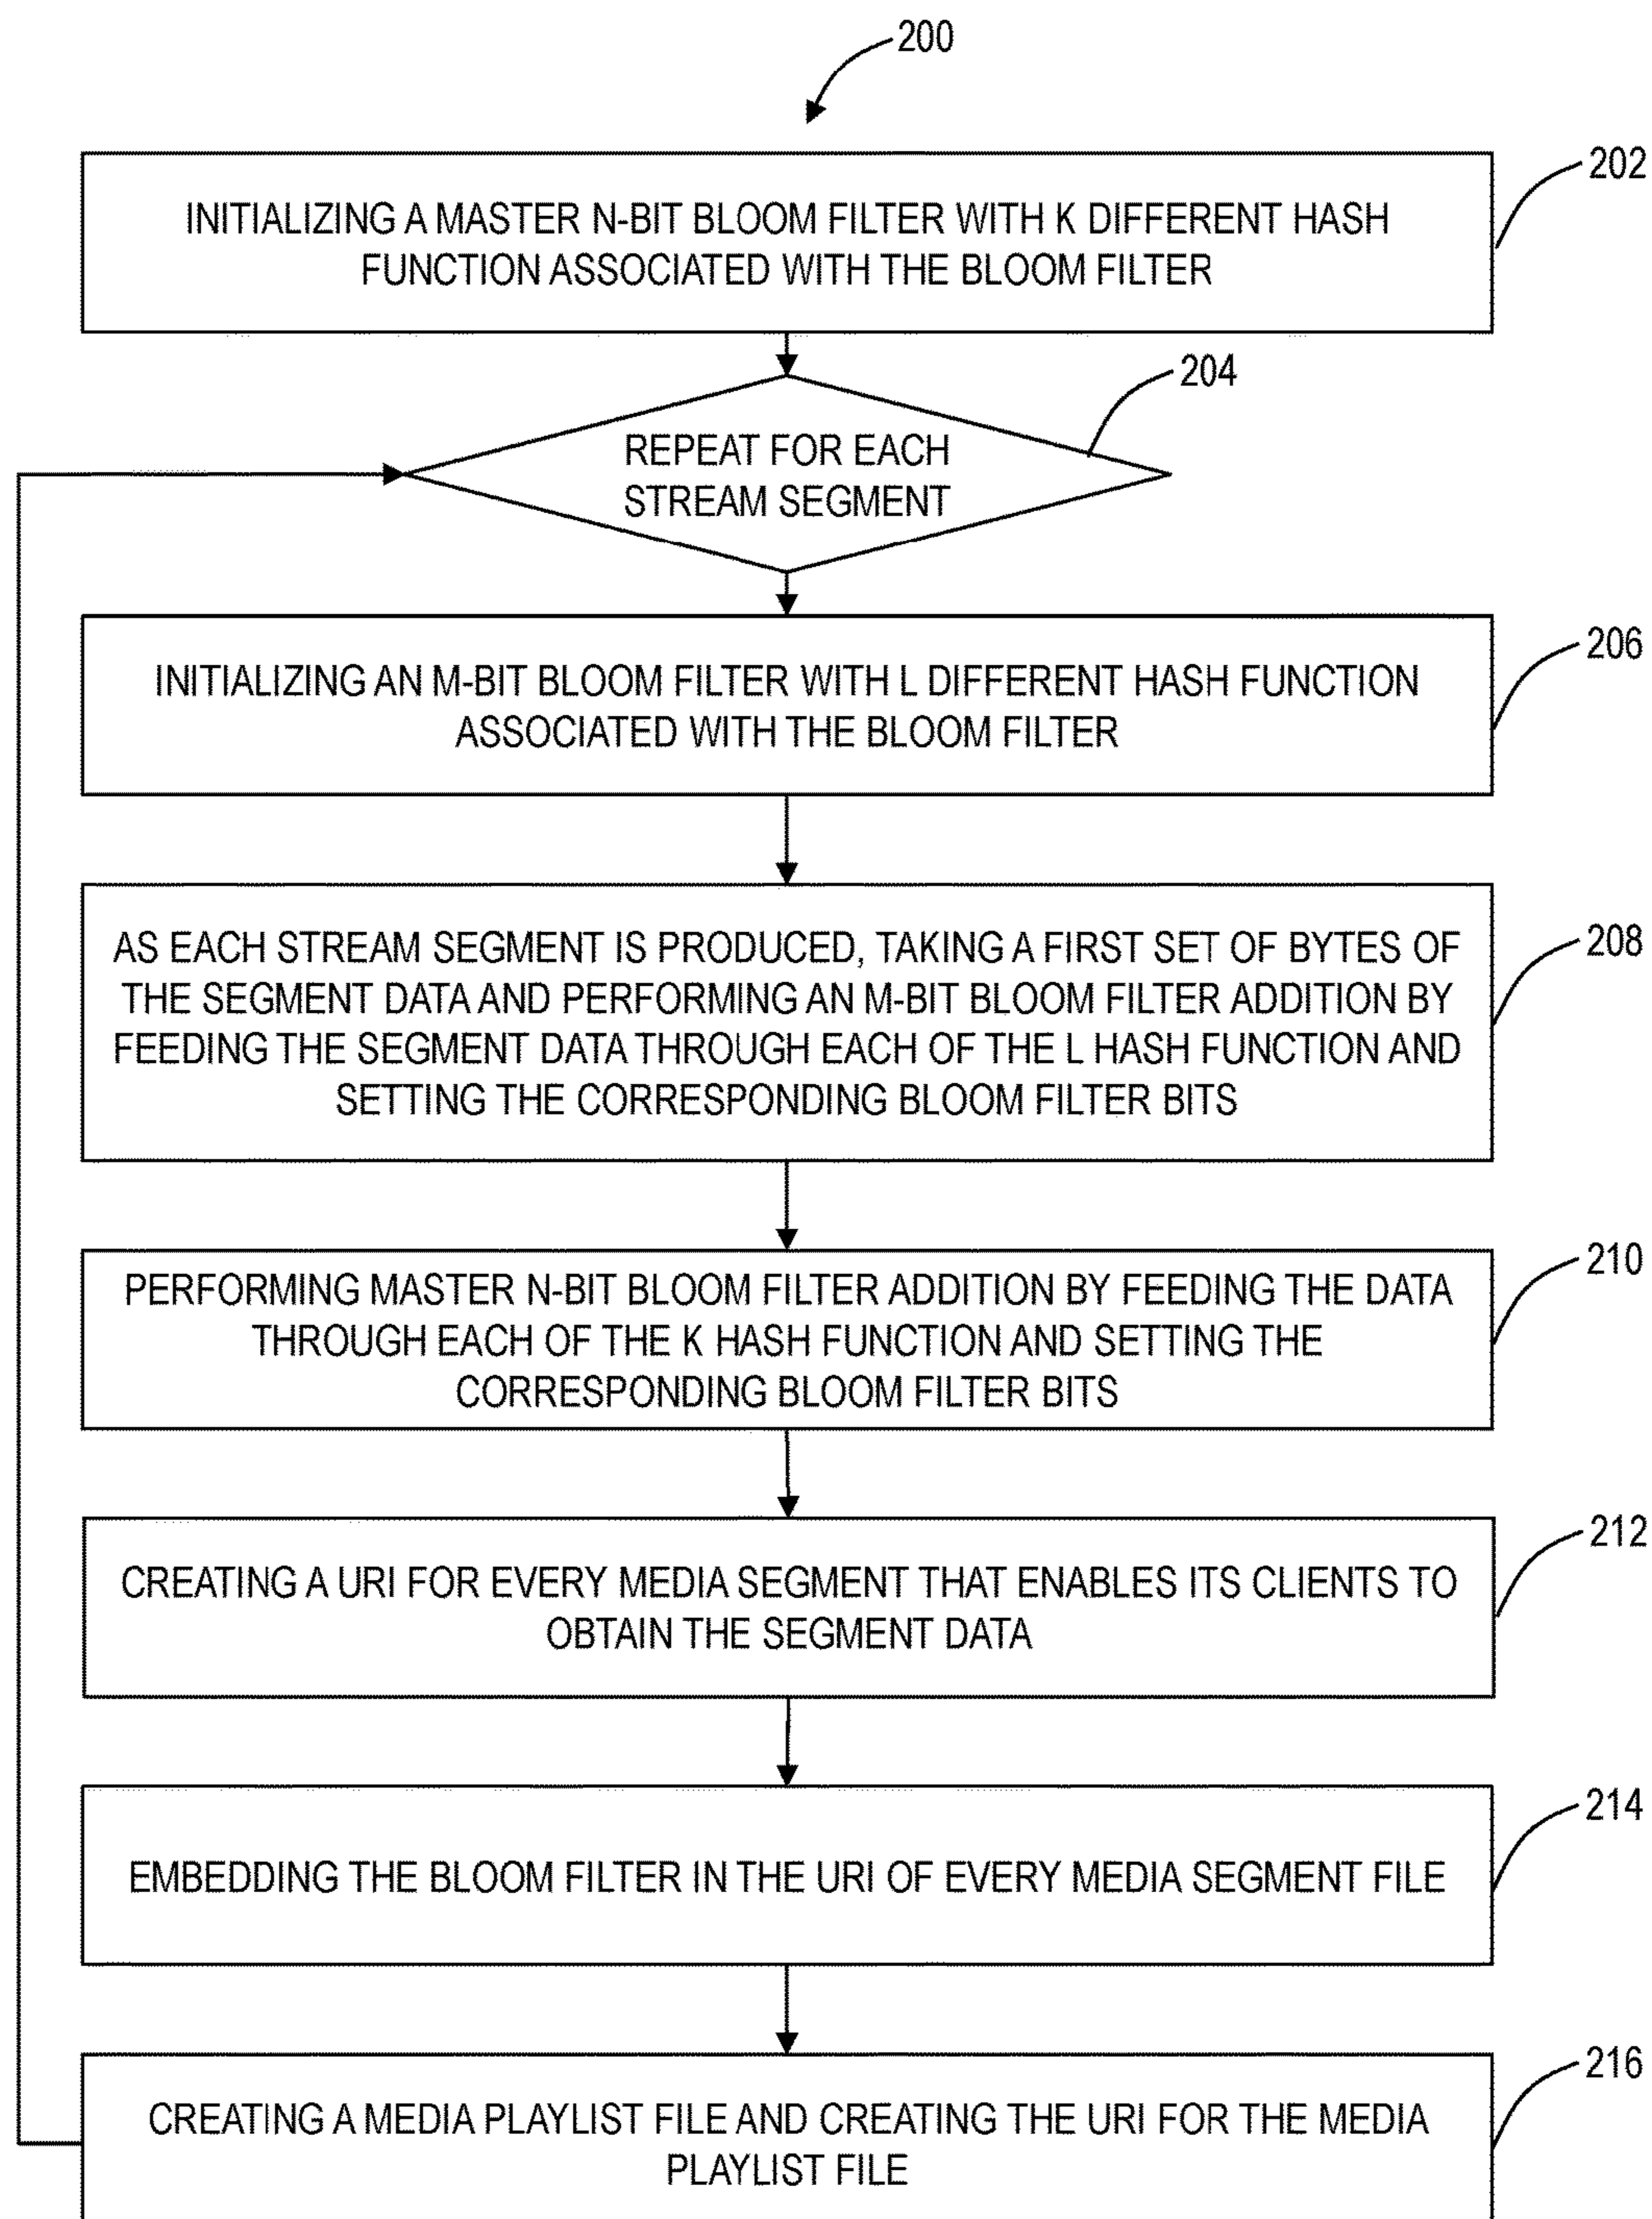 200
202
INITIALIZING A MASTER N-BIT BLOOM FILTER WITH K DIFFERENT HASH
FUNCTION ASSOCIATED WITH THE BLOOM FILTER
204
REPEAT FOR EACH
STREAM SEGMENT
206
INITIALIZING AN M-BIT BLOOM FILTER WITH L DIFFERENT HASH FUNCTION
ASSOCIATED WITH THE BLOOM FILTER
208
AS EACH STREAM SEGMENT IS PRODUCED, TAKING A FIRST SET OF BYTES OF
THE SEGMENT DATA AND PERFORMING AN M-BIT BLOOM FILTER ADDITION BY
FEEDING THE SEGMENT DATA THROUGH EACH OF THE L HASH FUNCTION AND
SETTING THE CORRESPONDING BLOOM FILTER BITS
210
PERFORMING MASTER N-BIT BLOOM FILTER ADDITION BY FEEDING THE DATA
THROUGH EACH OF THE K HASH FUNCTION AND SETTING THE
CORRESPONDING BLOOM FILTER BITS
212
CREATING A URI FOR EVERY MEDIA SEGMENT THAT ENABLES ITS CLIENTS TO
OBTAIN THE SEGMENT DATA
214
EMBEDDING THE BLOOM FILTER IN THE URI OF EVERY MEDIA SEGMENT FILE
216
CREATING A MEDIA PLAYLIST FILE AND CREATING THE URI FOR THE MEDIA
PLAYLIST FILE